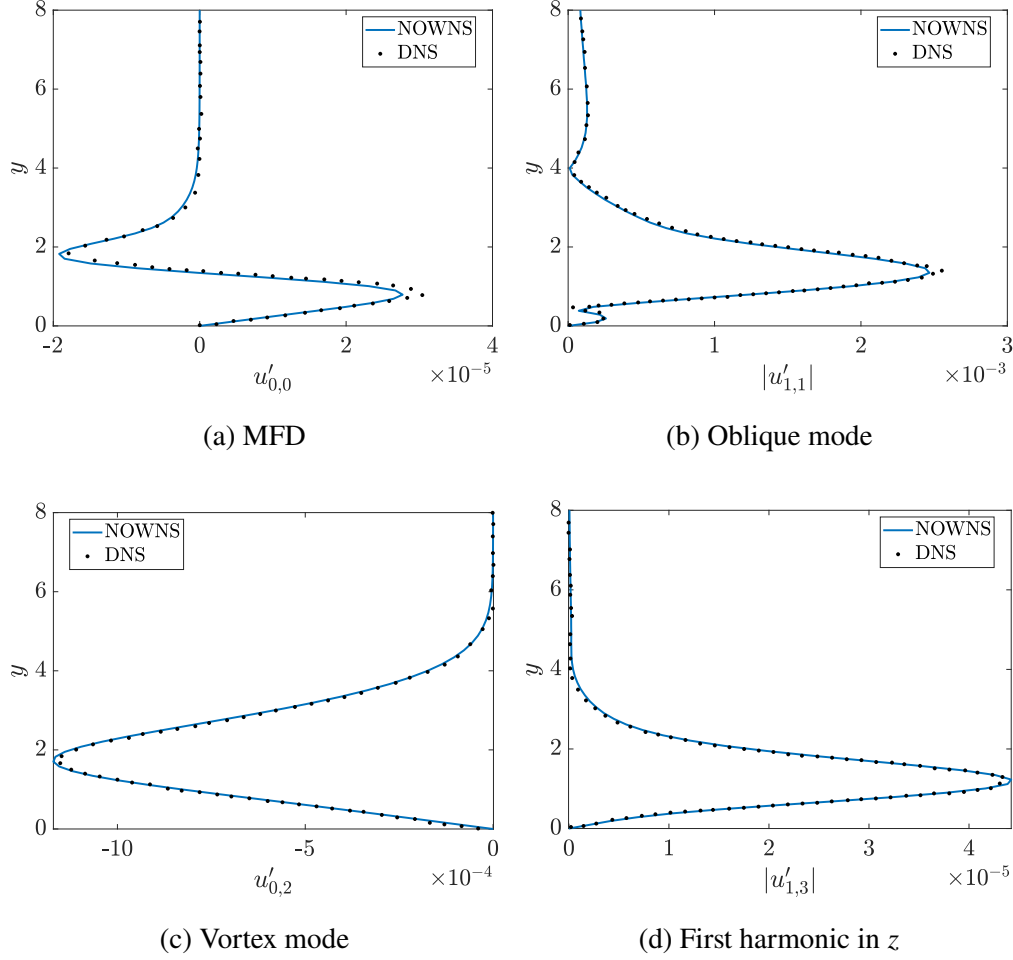 8
6
4
2
0
y
NOWNS
DNS
-2
0
2
4
u′₀,₀
×10⁻⁵
(a) MFD
8
6
4
2
0
y
NOWNS
DNS
0
1
2
3
|u′₁,₁|
×10⁻³
(b) Oblique mode
8
6
4
2
0
y
NOWNS
DNS
-10
-5
0
u′₀,₂
×10⁻⁴
(c) Vortex mode
8
6
4
2
0
y
NOWNS
DNS
0
1
2
3
4
|u′₁,₃|
×10⁻⁵
(d) First harmonic in z